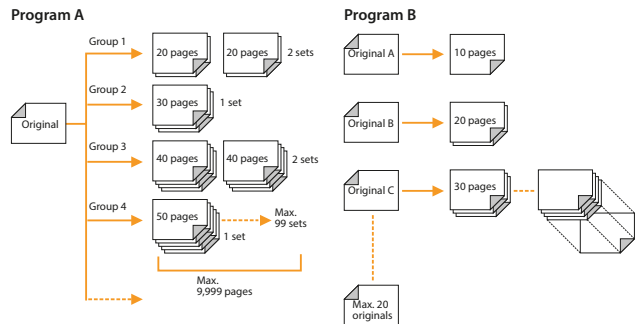 Program A
Group 1
20 pages
20 pages
2 sets
Group 2
30 pages
1 set
Original
Group 3
40 pages
40 pages
2 sets
Group 4
50 pages
1 set
Max.
99 sets
Max.
9,999 pages
Program B
Original A
10 pages
Original B
20 pages
Original C
30 pages
Max. 20
originals